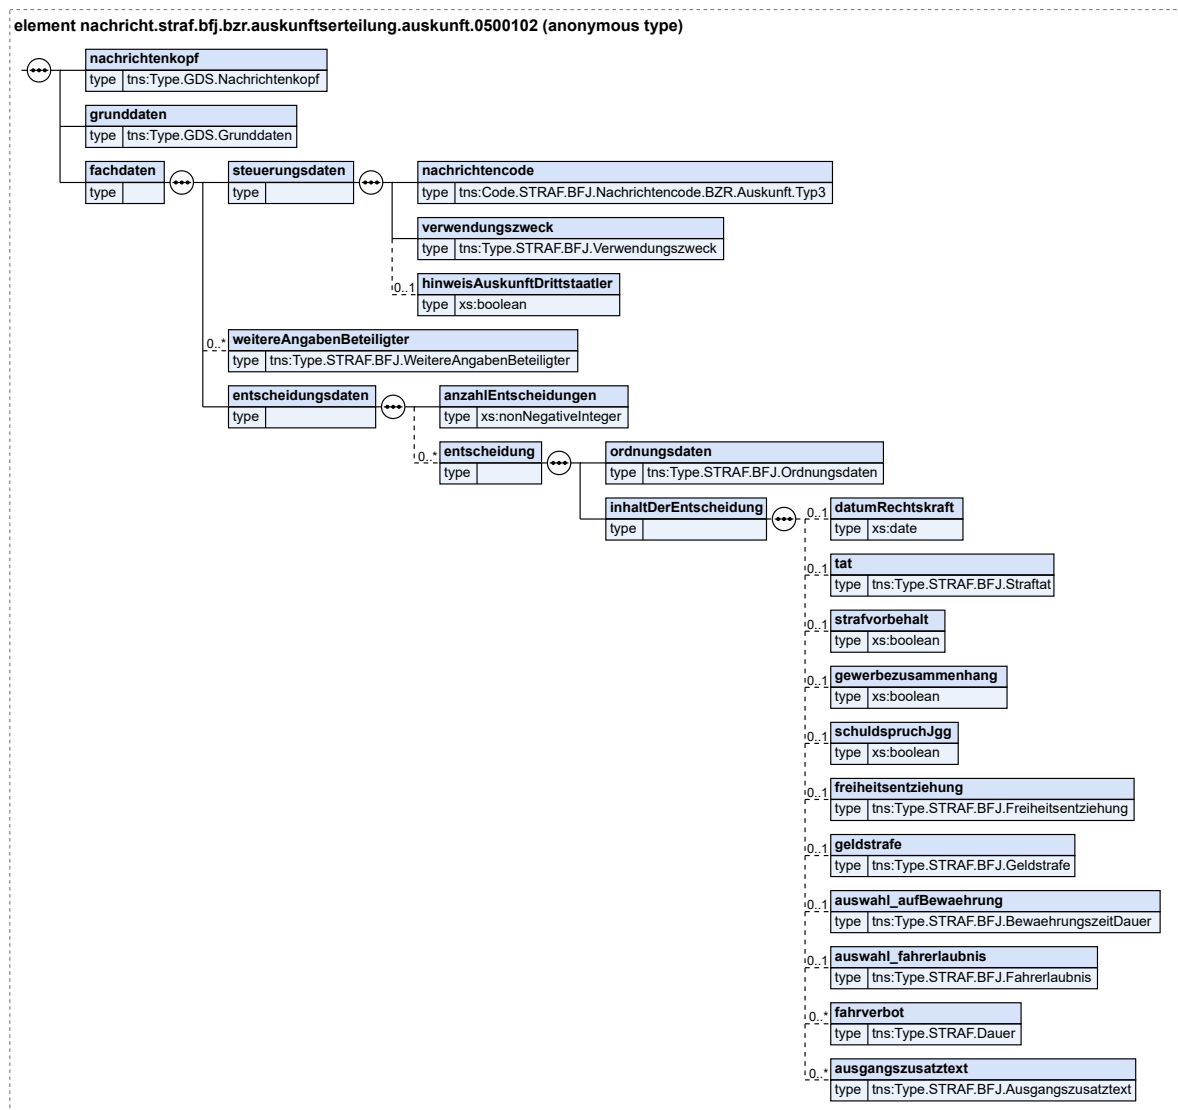 element nachricht.straf.bfj.bzr.auskunftserteilung.auskunft.0500102 (anonymous type)
nachrichtenkopf
type tns:Type.GDS.Nachrichtenkopf
grunddaten
type tns:Type.GDS.Grunddaten
fachdaten
type
steuerungsdaten
type
nachrichtencode
type tns:Code.STRAF.BFJ.Nachrichtencode.BZR.Auskunft.Typ3
verwendungszweck
type tns:Type.STRAF.BFJ.Verwendungszweck
0..1 hinweisAuskunftDrittstaatler
type xs:boolean
0..* weitereAngabenBeteiligter
type tns:Type.STRAF.BFJ.WeitereAngabenBeteiligter
entscheidungsdaten
type
anzahlEntscheidungen
type xs:nonNegativeInteger
0..* entscheidung
type
ordnungsdaten
type tns:Type.STRAF.BFJ.Ordnungsdaten
inhaltDerEntscheidung
type
0..1 datumRechtskraft
type xs:date
0..1 tat
type tns:Type.STRAF.BFJ.Straftat
0..1 strafvorbehalt
type xs:boolean
0..1 gewerbezusammenhang
type xs:boolean
0..1 schuldspruchJgg
type xs:boolean
0..1 freiheitsentziehung
type tns:Type.STRAF.BFJ.Freiheitsentziehung
0..1 geldstrafe
type tns:Type.STRAF.BFJ.Geldstrafe
0..1 auswahl_aufBewaehrung
type tns:Type.STRAF.BFJ.BewaehrungszeitDauer
0..1 auswahl_fahrerlaubnis
type tns:Type.STRAF.BFJ.Fahrerlaubnis
0..* fahrverbot
type tns:Type.STRAF.Dauer
0..* ausgangszusatztext
type tns:Type.STRAF.BFJ.Ausgangszusatztext